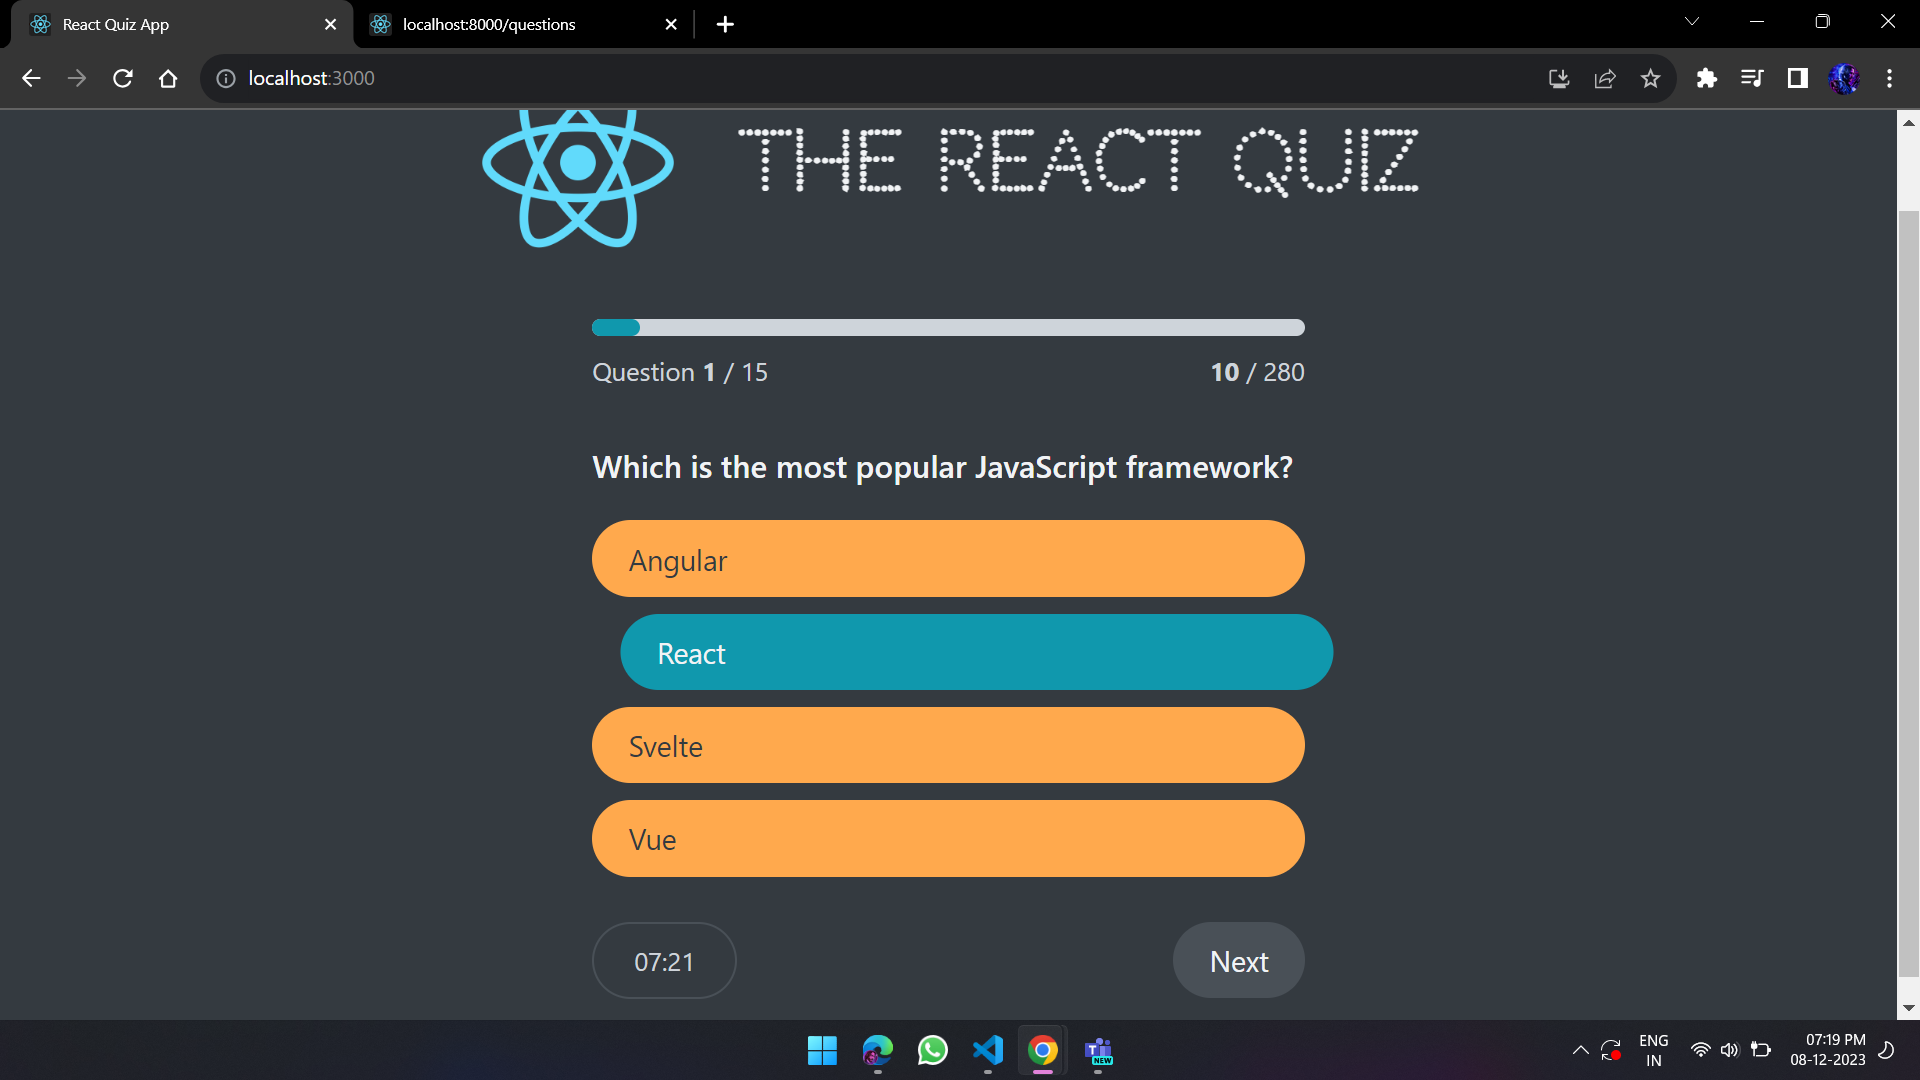 React Quiz App
localhost:8000/questions
localhost:3000
THE REACT QUIZ
Question 1 / 15
10 / 280
Which is the most popular JavaScript framework?
Angular
React
Svelte
Vue
07:21
Next
T
NEW
ENG
IN
07:19 PM
08-12-2023